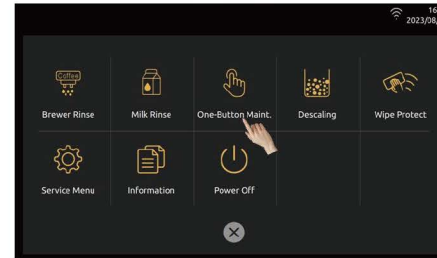 16
2023/08/
Coffee
Brewer Rinse
Milk Rinse
One-Button Maint.
Descaling
Wipe Protect
Service Menu
Information
Power Off